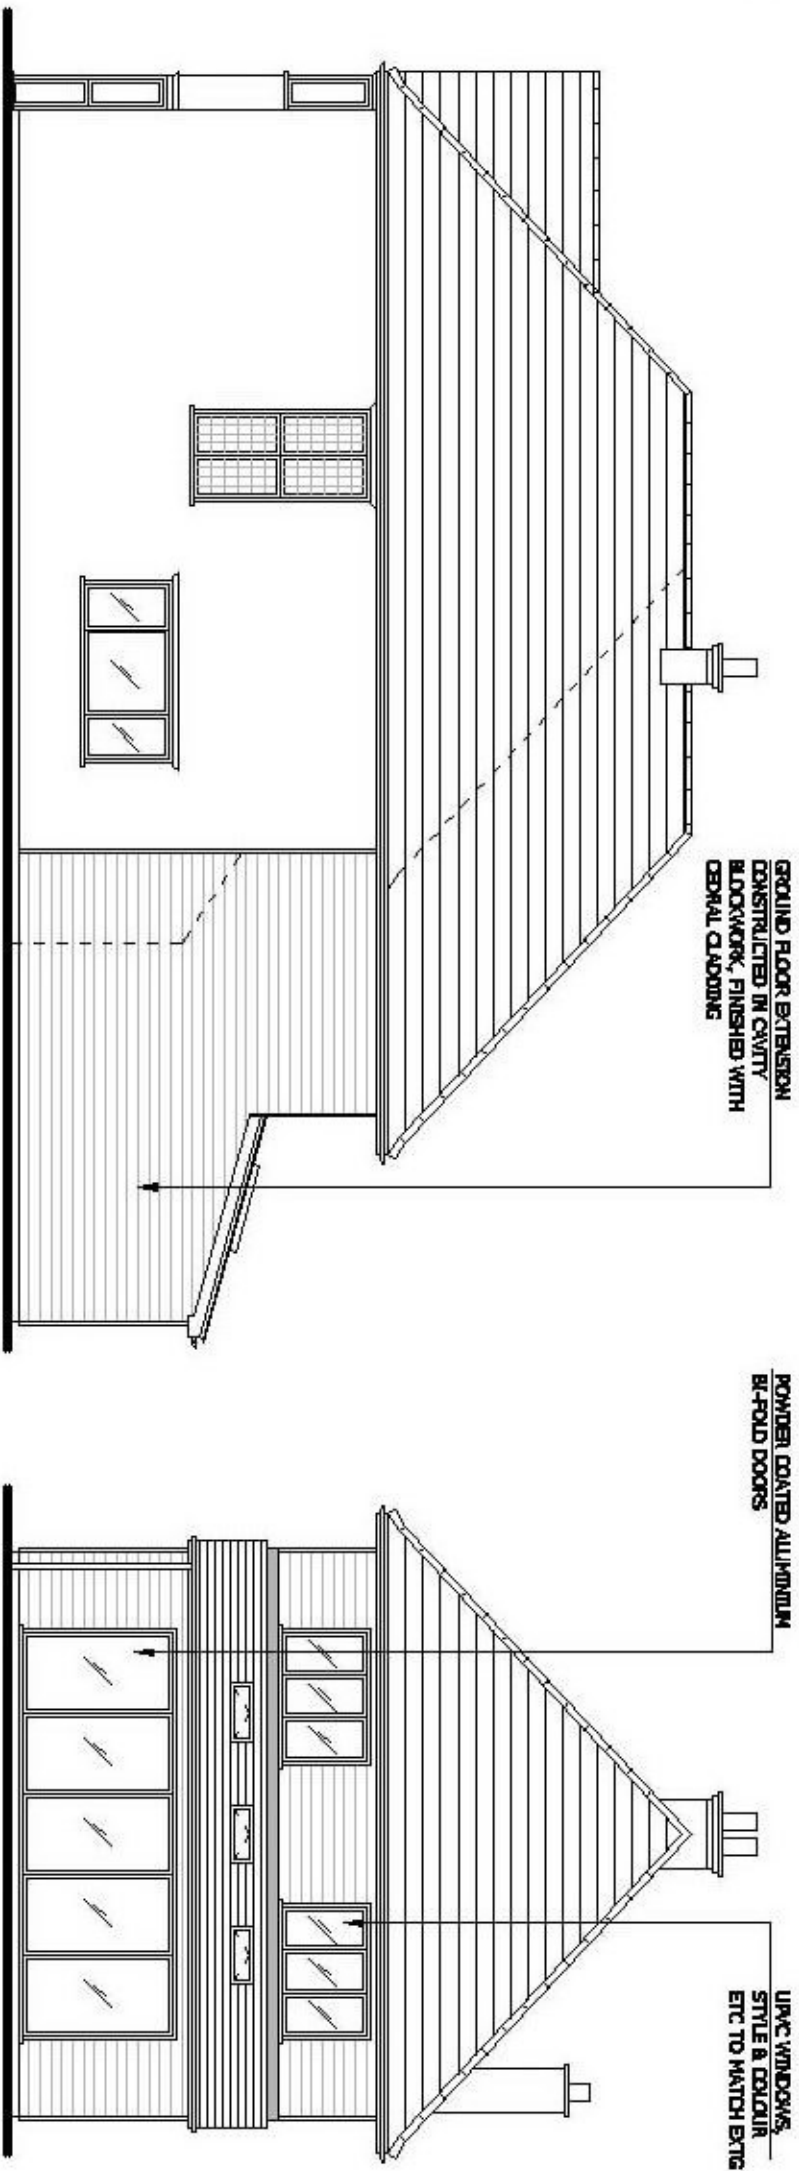 GROUND FLOOR EXTENSION
CONSTRUCTED IN CAVITY
BLOCKWORK, FINISHED WITH
CEDRAL CLADDING
POWDER COATED ALUMINIUM
BI-FOLD DOORS
UPVC WINDOWS,
STYLE & COLOUR
ETC TO MATCH EXTG